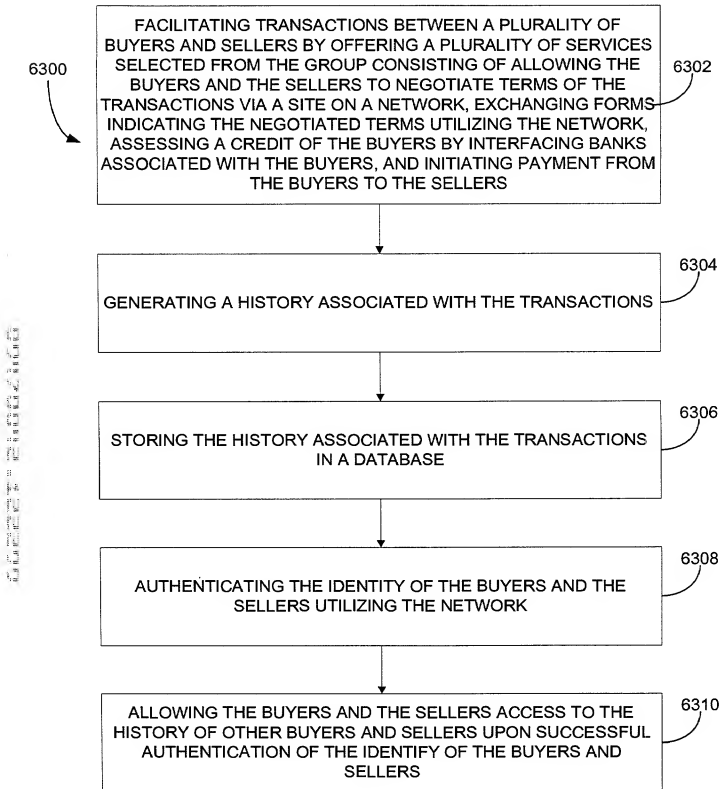 6300
FACILITATING TRANSACTIONS BETWEEN A PLURALITY OF
BUYERS AND SELLERS BY OFFERING A PLURALITY OF SERVICES
SELECTED FROM THE GROUP CONSISTING OF ALLOWING THE
BUYERS AND THE SELLERS TO NEGOTIATE TERMS OF THE
TRANSACTIONS VIA A SITE ON A NETWORK, EXCHANGING FORMS
INDICATING THE NEGOTIATED TERMS UTILIZING THE NETWORK,
ASSESSING A CREDIT OF THE BUYERS BY INTERFACING BANKS
ASSOCIATED WITH THE BUYERS, AND INITIATING PAYMENT FROM
THE BUYERS TO THE SELLERS
6302
GENERATING A HISTORY ASSOCIATED WITH THE TRANSACTIONS
6304
STORING THE HISTORY ASSOCIATED WITH THE TRANSACTIONS
IN A DATABASE
6306
AUTHENTICATING THE IDENTITY OF THE BUYERS AND THE
SELLERS UTILIZING THE NETWORK
6308
ALLOWING THE BUYERS AND THE SELLERS ACCESS TO THE
HISTORY OF OTHER BUYERS AND SELLERS UPON SUCCESSFUL
AUTHENTICATION OF THE IDENTIFY OF THE BUYERS AND
SELLERS
6310